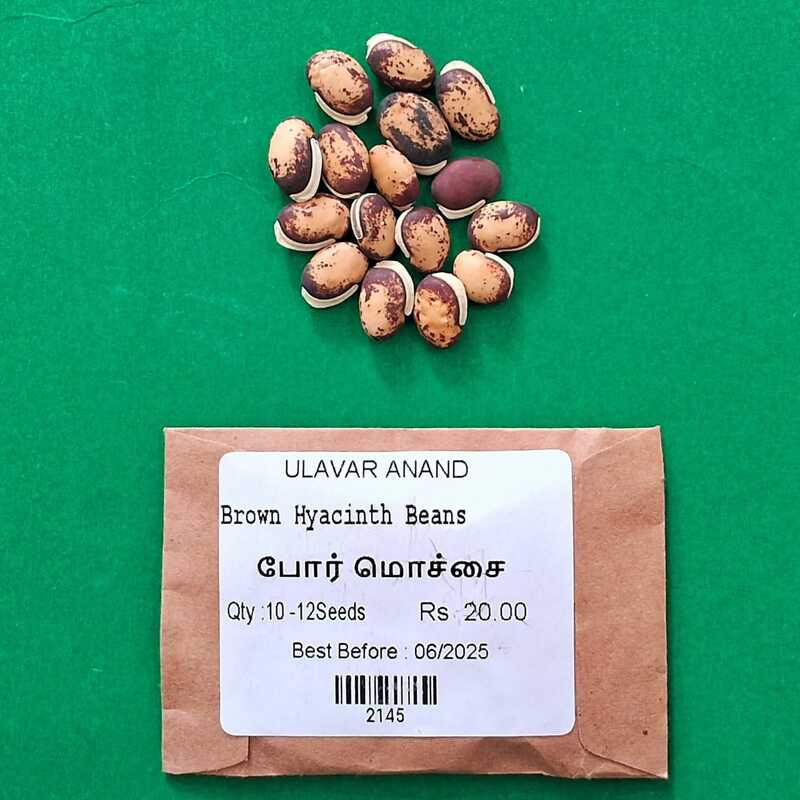 ULAVAR ANAND
Brown Hyacinth Beans
போர் மொச்சை
Qty :10 -12Seeds Rs 20.00
Best Before : 06/2025
2145